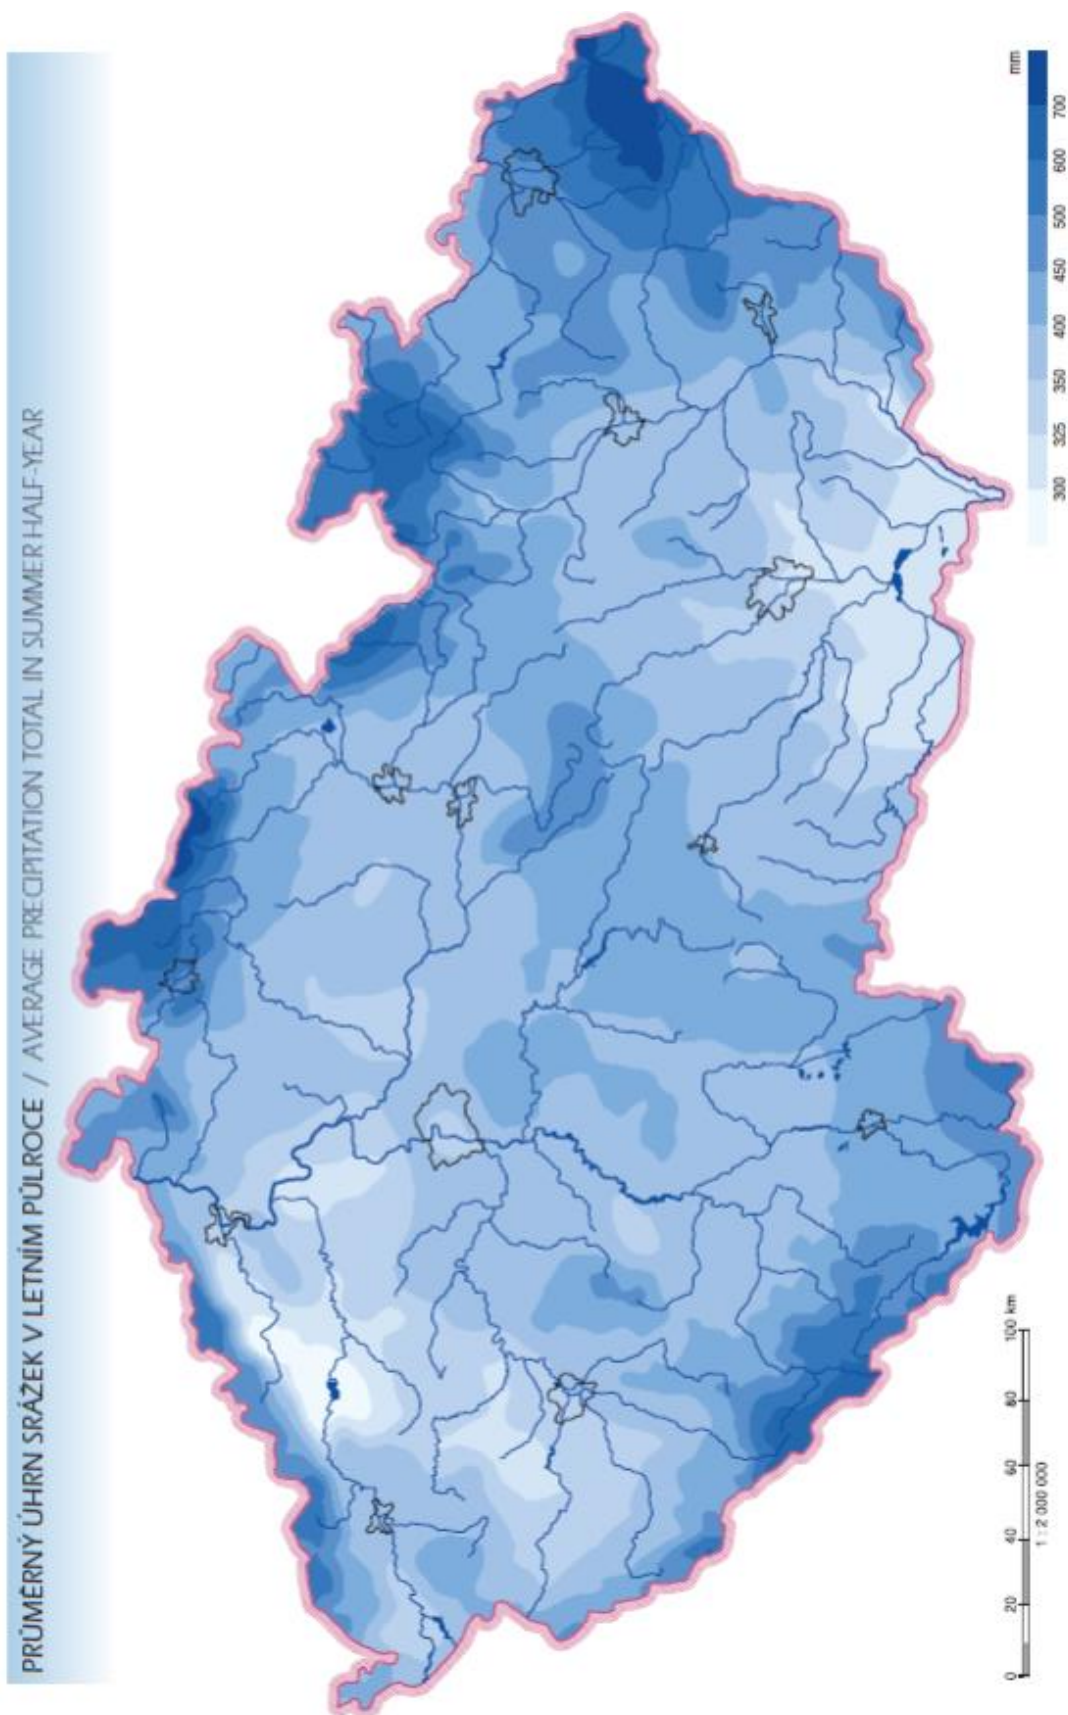 PRŮMĚRNÝ ÚHRN SRÁŽEK V LETNÍM PŮLROCE / AVERAGE PRECIPITATION TOTAL IN SUMMER HALF-YEAR
0 20 40 60 80 100 km
1 : 2 000 000
300 325 350 400 450 500 600 700 mm